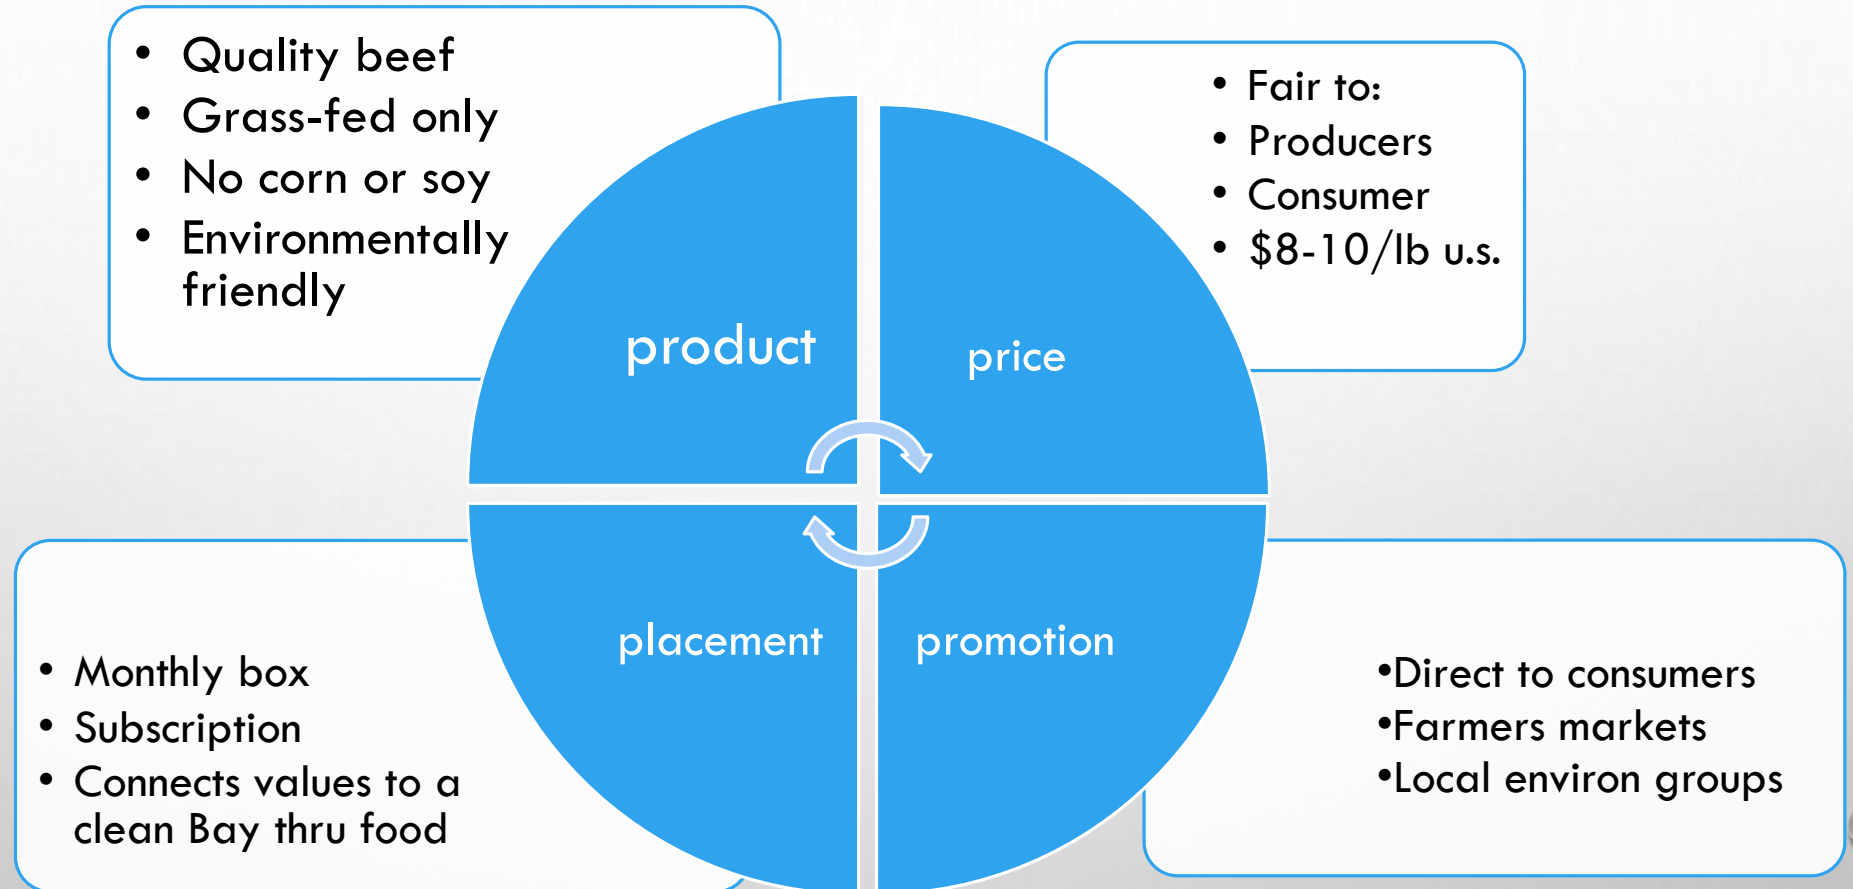 • Quality beef
• Grass-fed only
• No corn or soy
• Environmentally
friendly
product
• Fair to:
• Producers
• Consumer
• $8-10/lb u.s.
price
• Monthly box
• Subscription
• Connects values to a
clean Bay thru food
placement
promotion
•Direct to consumers
•Farmers markets
•Local environ groups